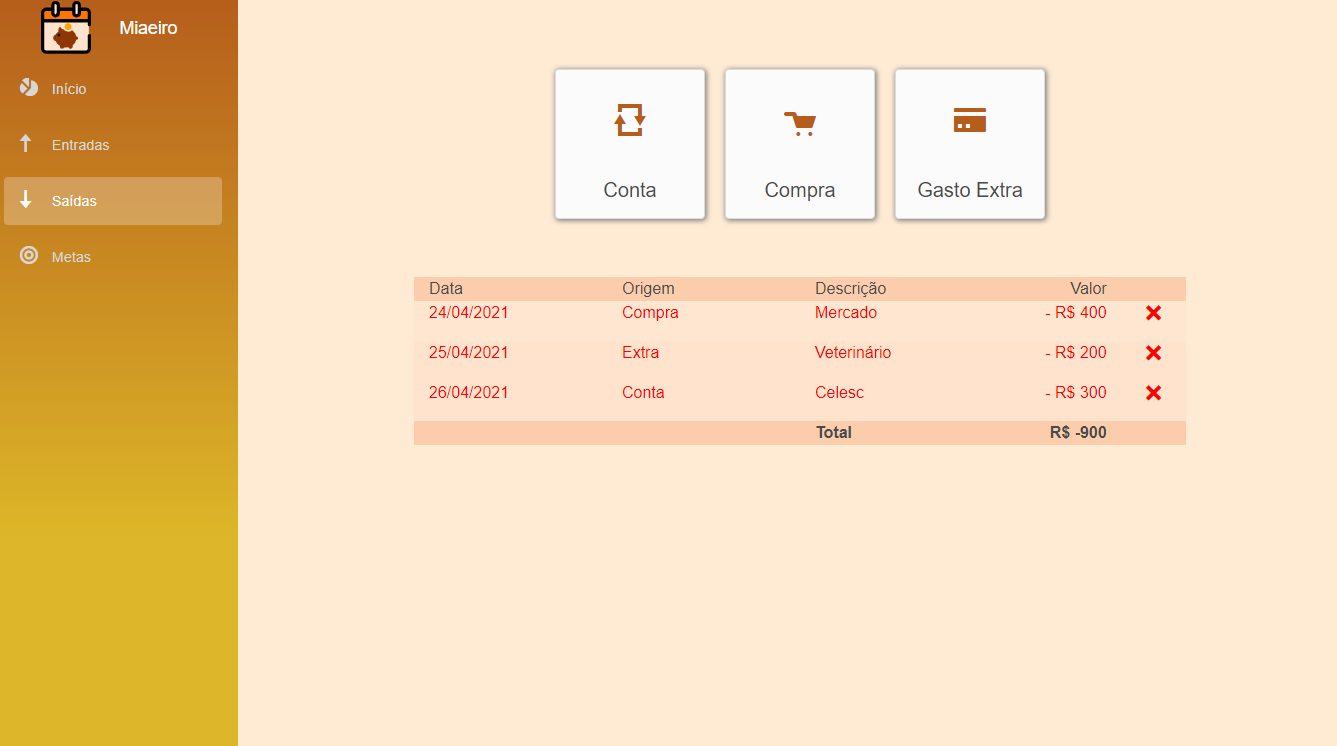 Miaeiro
Início
Entradas
Saídas
Metas
Conta
Compra
Gasto Extra
Data Origem Descrição Valor
24/04/2021 Compra Mercado - R$ 400
25/04/2021 Extra Veterinário - R$ 200
26/04/2021 Conta Celesc - R$ 300
Total R$ -900